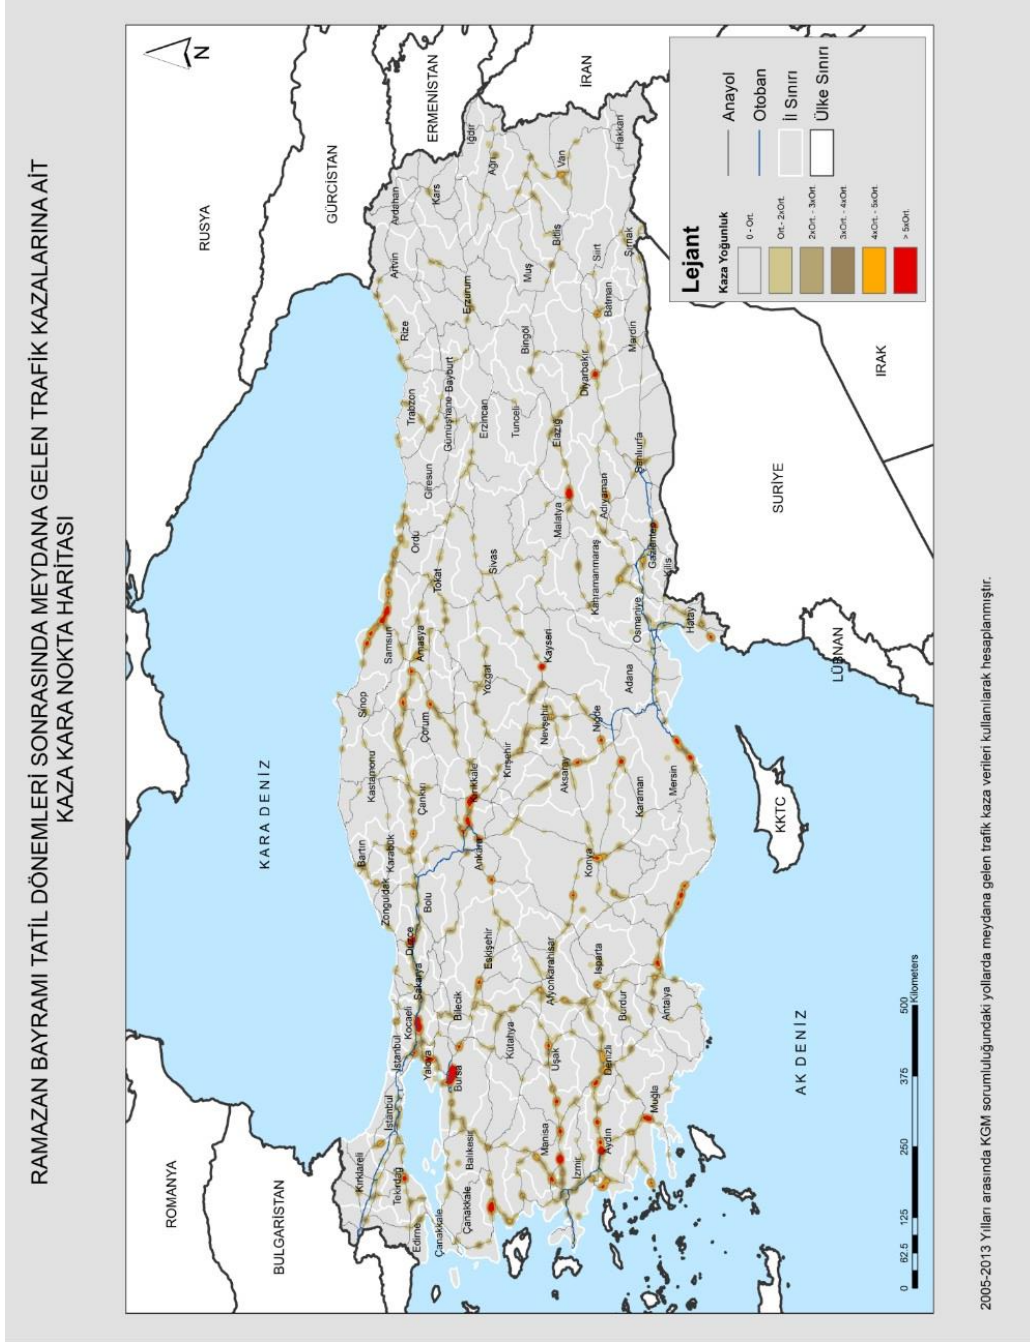 RAMAZAN BAYRAMI TATİL DÖNEMLERİ SONRASINDA MEYDANA GELEN TRAFİK KAZALARINA AİT
KAZA KARA NOKTA HARİTASI
N
ROMANYA
BULGARİSTAN
RUSYA
GÜRCİSTAN
ERMENİSTAN
İRAN
IRAK
SURİYE
LÜBNAN
KKTC
KARADENİZ
AKDENİZ
Kırklareli
Edirne
Tekirdağ
İstanbul
İstanbul
Çanakkale
Çanakkale
Balıkesir
Bursa
Yalova
Kocaeli
Sakarya
Düzce
Bolu
Bilecik
Eskişehir
Kütahya
Manisa
İzmir
Uşak
Aydın
Denizli
Muğla
Afyonkarahisar
Isparta
Burdur
Antalya
Zonguldak
Bartın
Karabük
Kastamonu
Çankırı
Ankara
Kırıkkale
Kırşehir
Konya
Karaman
Aksaray
Mersin
Niğde
Nevşehir
Kayseri
Yozgat
Çorum
Sinop
Samsun
Amasya
Tokat
Sivas
Adana
Osmaniye
Hatay
Kilis
Gaziantep
Kahramanmaraş
Adıyaman
Malatya
Ordu
Giresun
Trabzon
Gümüşhane
Bayburt
Erzincan
Tunceli
Elazığ
Şanlıurfa
Diyarbakır
Mardin
Batman
Bingöl
Muş
Erzurum
Rize
Artvin
Ardahan
Kars
Iğdır
Ağrı
Van
Bitlis
Siirt
Şırnak
Hakkari
Lejant
Kaza Yoğunluk
0 - Ort.
Ort.- 2xOrt.
2xOrt. - 3xOrt
3xOrt. - 4xOrt
4xOrt. - 5xOrt.
> 5xOrt.
Anayol
Otoban
İl Sınırı
Ülke Sınırı
0 62.5 125 250 375 500
Kilometers
2005-2013 Yılları arasında KGM sorumluluğundaki yollarda meydana gelen trafik kaza verileri kullanılarak hesaplanmıştır.